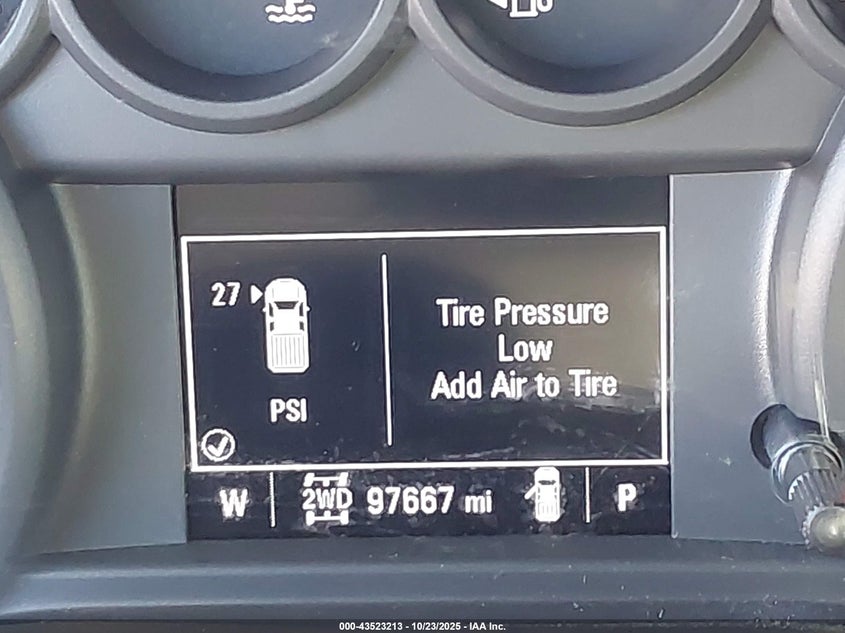 27
Tire Pressure
Low
Add Air to Tire
PSI
W 2WD 97667 mi P
000-43523213 - 10/23/2025 - IAA Inc.